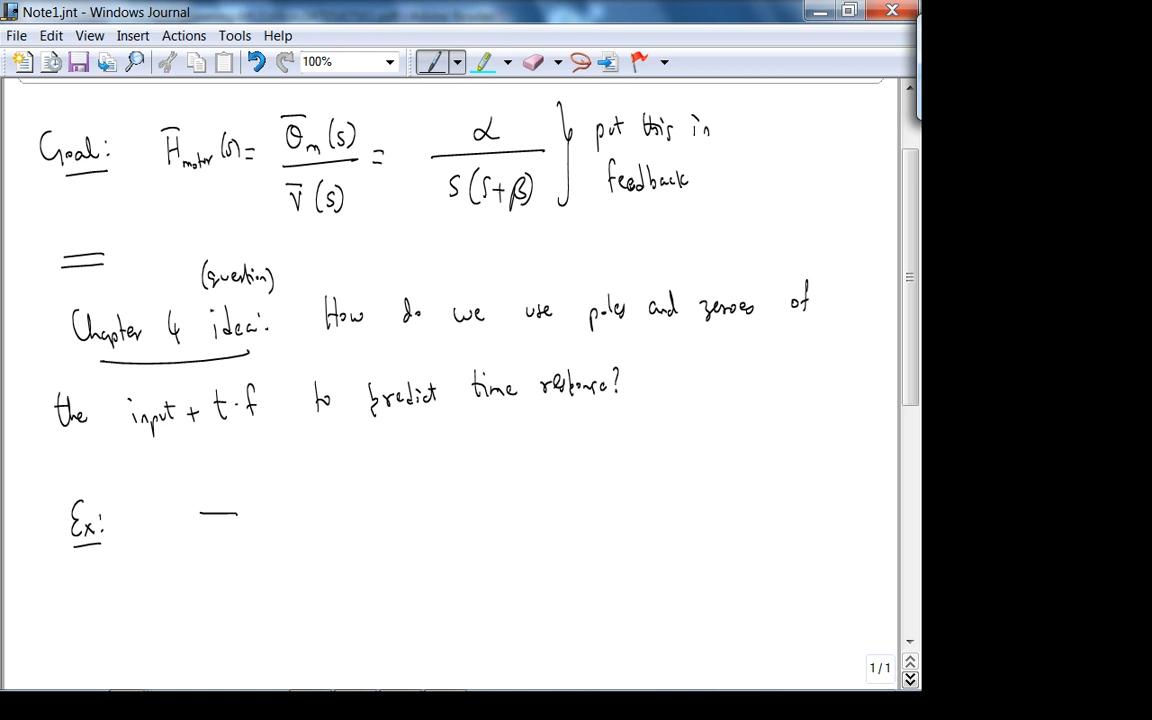 Note1.jnt - Windows Journal
File Edit View Insert Actions Tools Help
100%
Goal: H̅motor(s) = θ̅m(s) / V̅(s) = α / s(s+β) } put this in
feedback
(question)
Chapter 4 idea: How do we use poles and zeroes of
the input + t.f to predict time response?
Ex:
1 / 1